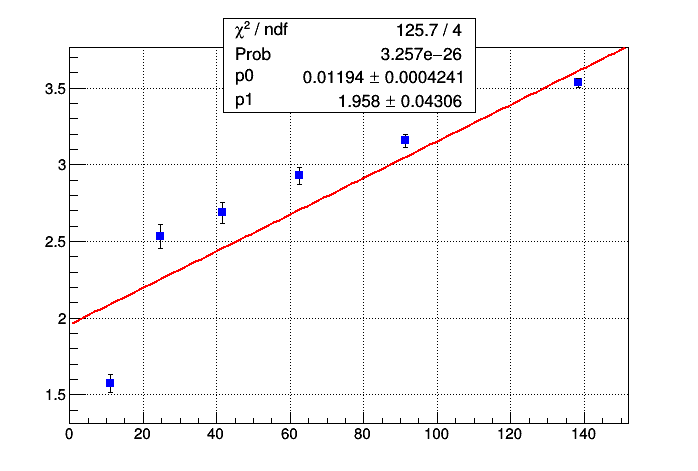 χ² / ndf 125.7 / 4
Prob 3.257e−26
p0 0.01194 ± 0.0004241
p1 1.958 ± 0.04306
3.5
3
2.5
2
1.5
0 20 40 60 80 100 120 140